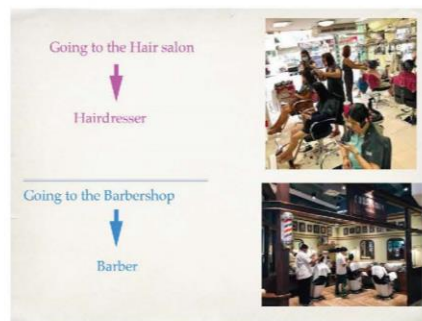 Going to the Hair salon
Hairdresser
Going to the Barbershop
Barber